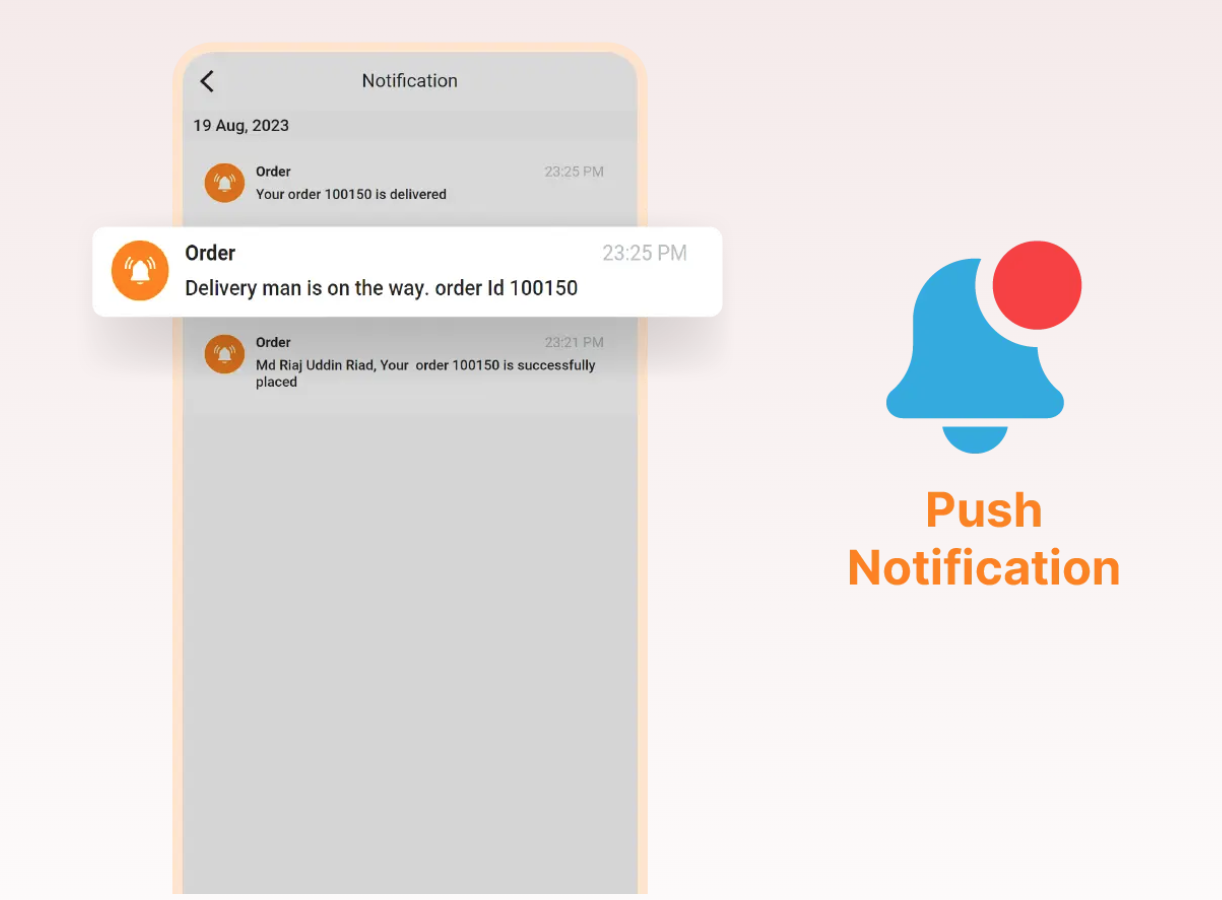 Notification
19 Aug, 2023
Order 23:25 PM
Your order 100150 is delivered
Order 23:25 PM
Delivery man is on the way. order Id 100150
Order 23:21 PM
Md Riaj Uddin Riad, Your  order 100150 is successfully
placed
Push
Notification